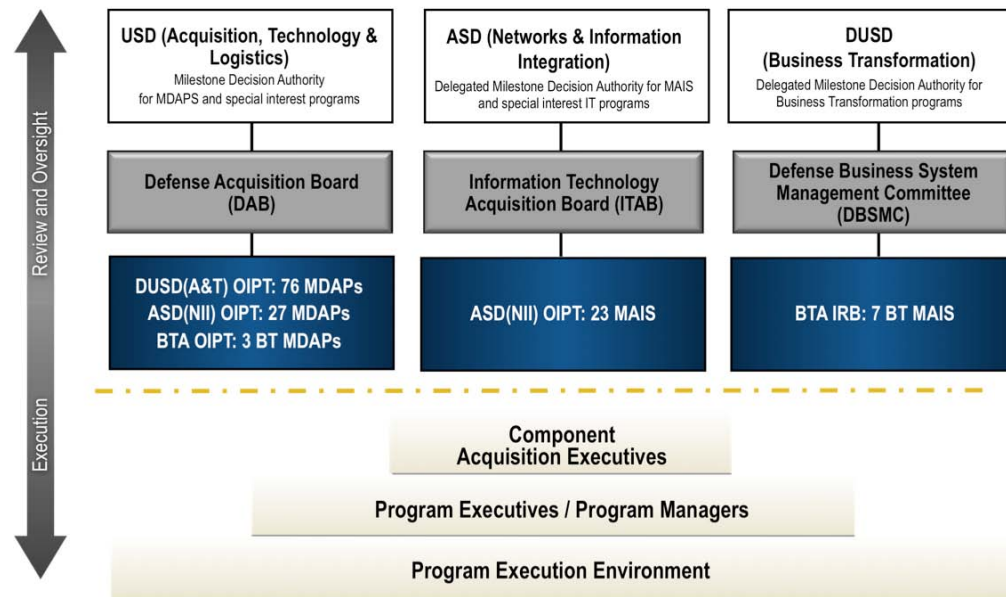 USD (Acquisition, Technology &
Logistics)
Milestone Decision Authority
for MDAPS and special interest programs
ASD (Networks & Information
Integration)
Delegated Milestone Decision Authority for MAIS
and special interest IT programs
DUSD
(Business Transformation)
Delegated Milestone Decision Authority for
Business Transformation programs
Review and Oversight
Defense Acquisition Board
(DAB)
Information Technology
Acquisition Board (ITAB)
Defense Business System
Management Committee
(DBSMC)
DUSD(A&T) OIPT: 76 MDAPs
ASD(NII) OIPT: 27 MDAPs
BTA OIPT: 3 BT MDAPs
ASD(NII) OIPT: 23 MAIS
BTA IRB: 7 BT MAIS
Execution
Component
Acquisition Executives
Program Executives / Program Managers
Program Execution Environment